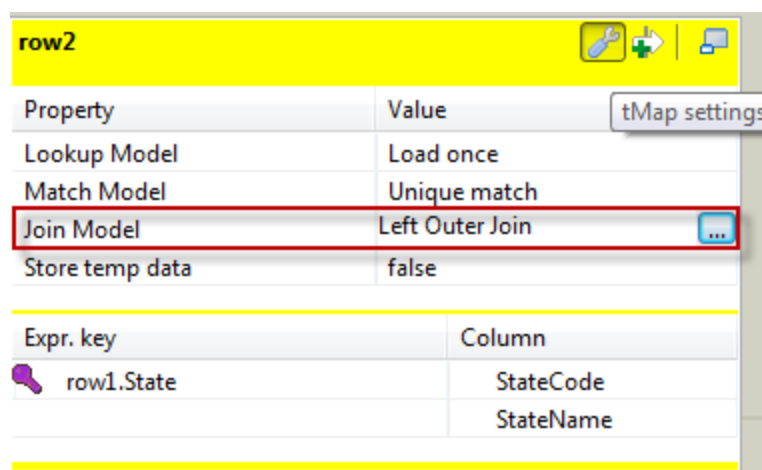 row2
Property Value
tMap settings
Lookup Model Load once
Match Model Unique match
Join Model Left Outer Join ...
Store temp data false
Expr. key Column
row1.State StateCode
StateName